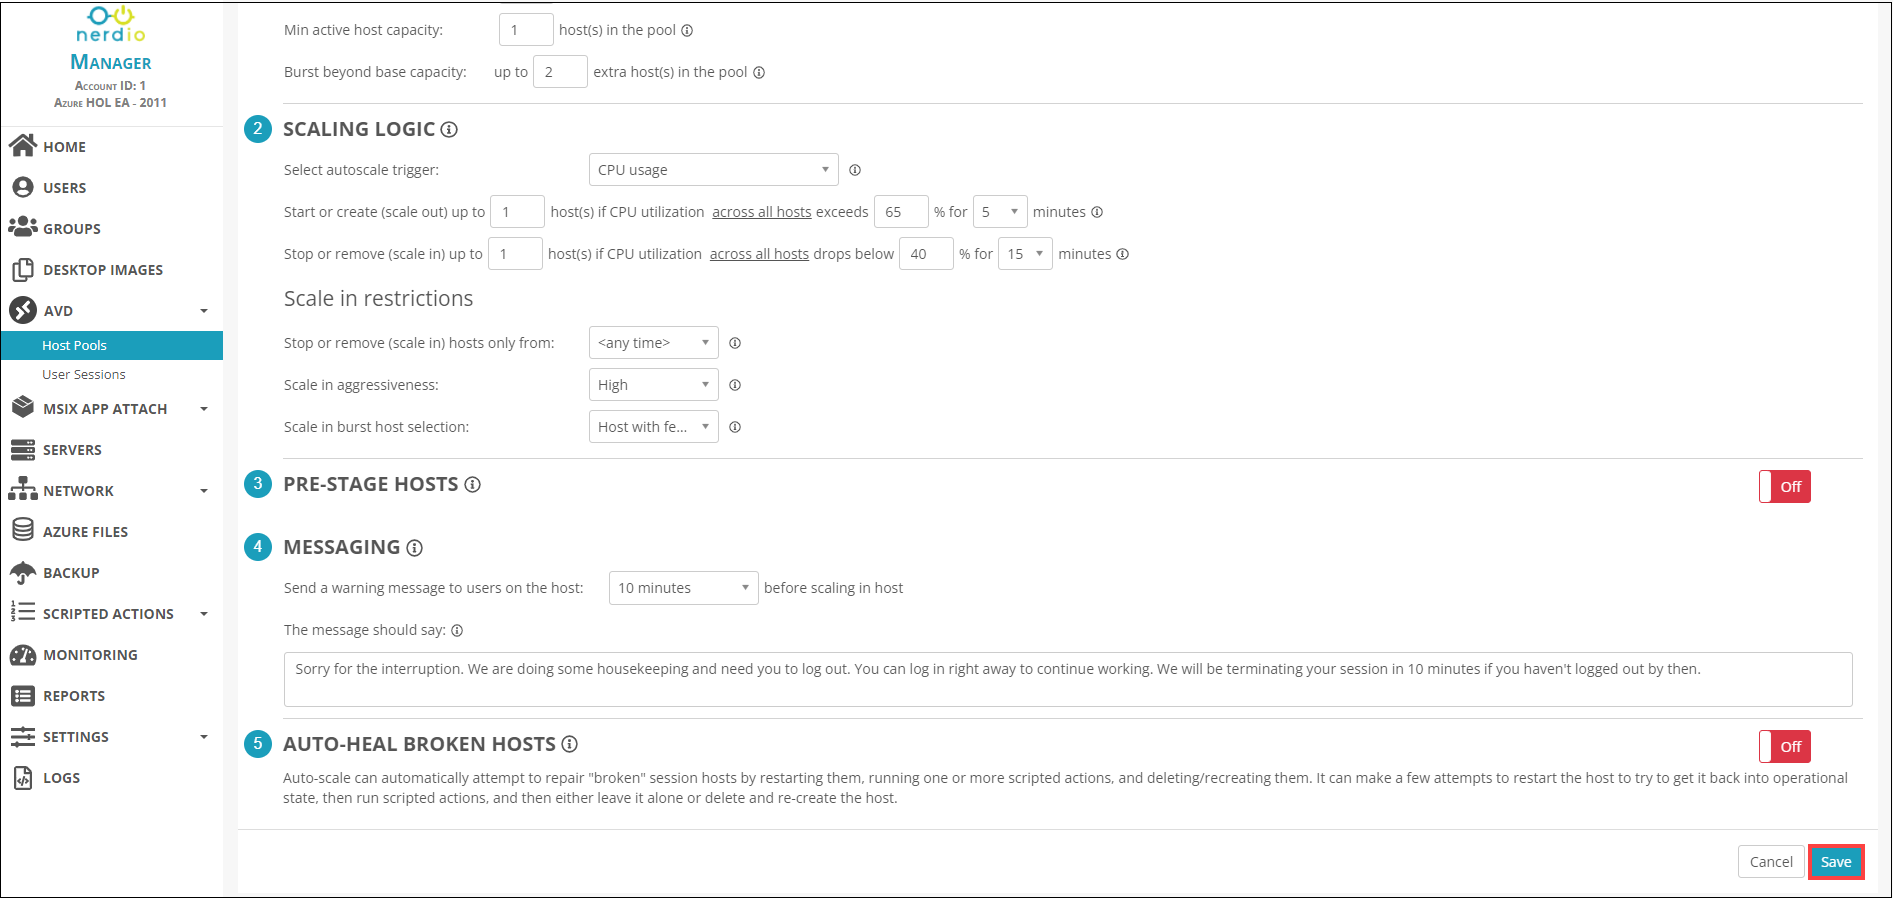 nerdio
MANAGER
ACCOUNT ID: 1
AZURE HOL EA - 2011
HOME
USERS
GROUPS
DESKTOP IMAGES
AVD
Host Pools
User Sessions
MSIX APP ATTACH
SERVERS
NETWORK
AZURE FILES
BACKUP
SCRIPTED ACTIONS
MONITORING
REPORTS
SETTINGS
LOGS
Min active host capacity: 1 host(s) in the pool
Burst beyond base capacity: up to 2 extra host(s) in the pool
2 SCALING LOGIC
Select autoscale trigger: CPU usage
Start or create (scale out) up to 1 host(s) if CPU utilization across all hosts exceeds 65 % for 5 minutes
Stop or remove (scale in) up to 1 host(s) if CPU utilization across all hosts drops below 40 % for 15 minutes
Scale in restrictions
Stop or remove (scale in) hosts only from: <any time>
Scale in aggressiveness: High
Scale in burst host selection: Host with fe...
3 PRE-STAGE HOSTS Off
4 MESSAGING
Send a warning message to users on the host: 10 minutes before scaling in host
The message should say:
Sorry for the interruption. We are doing some housekeeping and need you to log out. You can log in right away to continue working. We will be terminating your session in 10 minutes if you haven't logged out by then.
5 AUTO-HEAL BROKEN HOSTS Off
Auto-scale can automatically attempt to repair "broken" session hosts by restarting them, running one or more scripted actions, and deleting/recreating them. It can make a few attempts to restart the host to try to get it back into operational
state, then run scripted actions, and then either leave it alone or delete and re-create the host.
Cancel Save